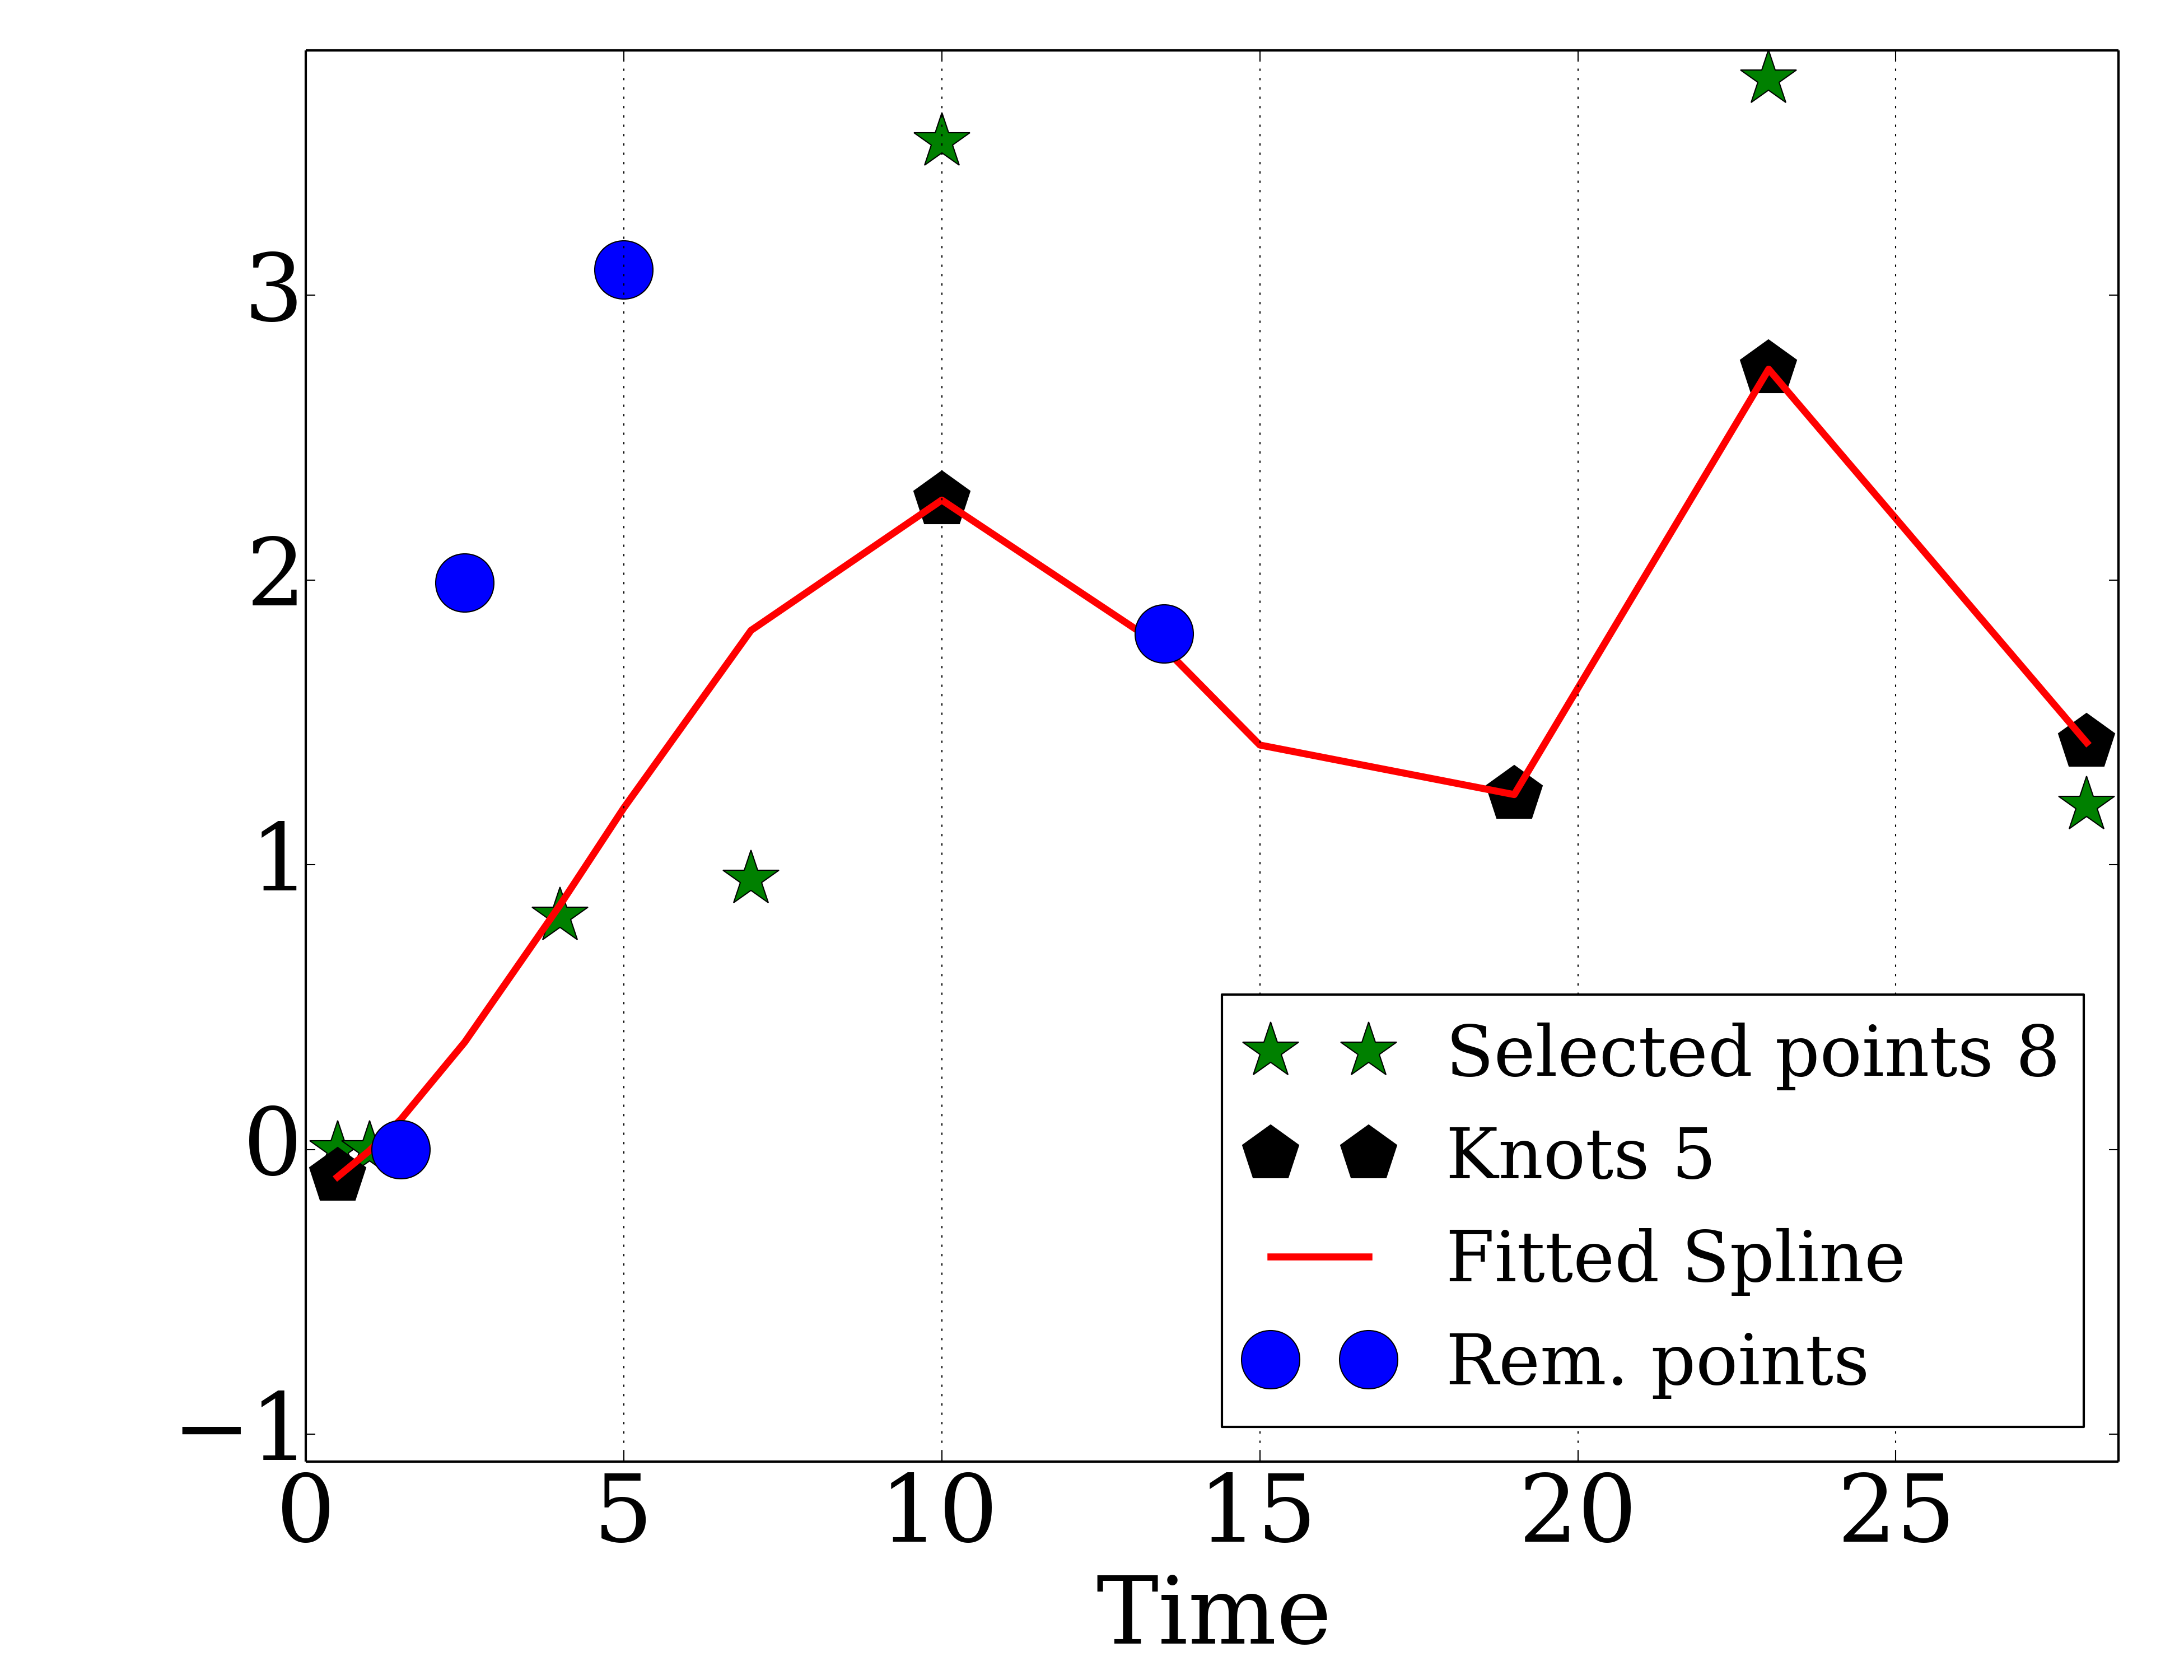 3
2
1
0
−1
0 5 10 15 20 25
Time
Selected points 8
Knots 5
Fitted Spline
Rem. points